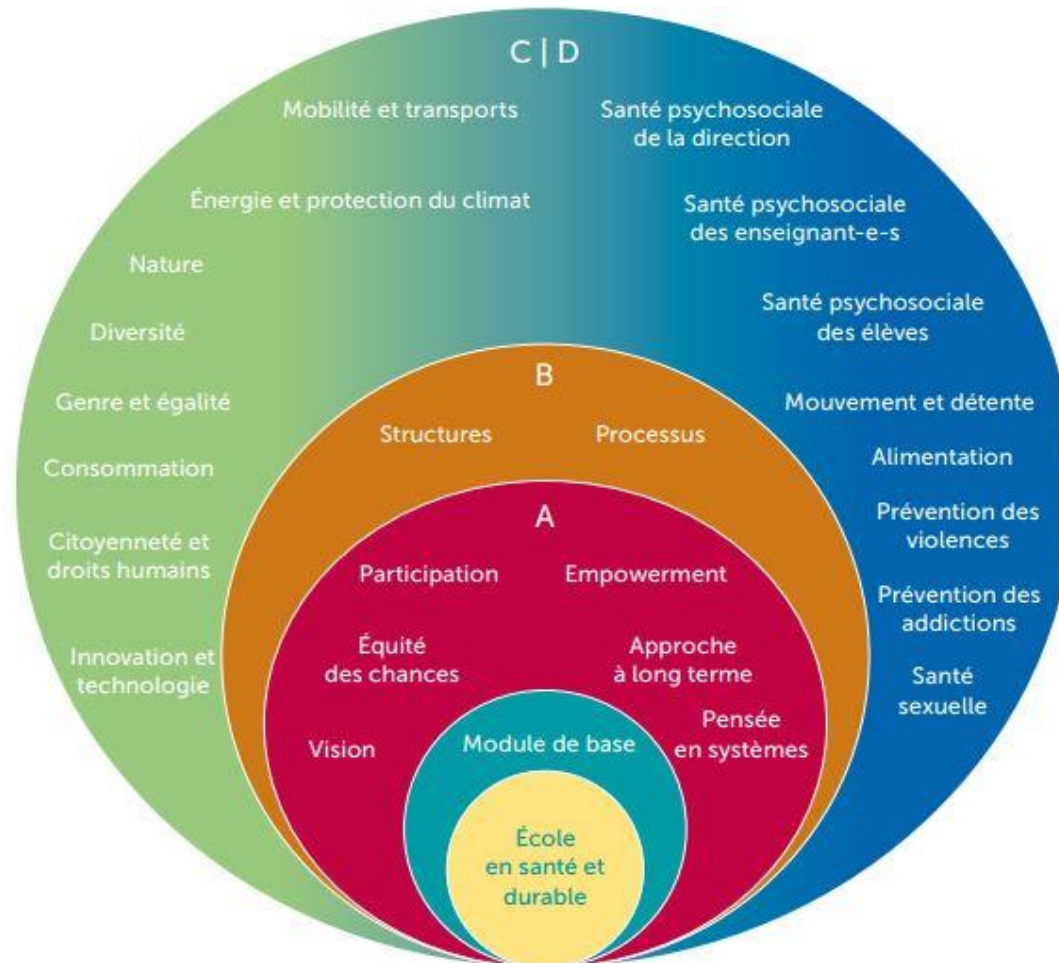 C | D
Mobilité et transports
Santé psychosociale
de la direction
Énergie et protection du climat
Santé psychosociale
des enseignant-e-s
Nature
Santé psychosociale
des élèves
Diversité
Genre et égalité
Mouvement et détente
Consommation
Alimentation
Citoyenneté et
droits humains
Prévention des
violences
Prévention des
addictions
Innovation et
technologie
Santé
sexuelle
B
Structures
Processus
A
Participation
Empowerment
Équité
des chances
Approche
à long terme
Vision
Pensée
en systèmes
Module de base
École
en santé et
durable